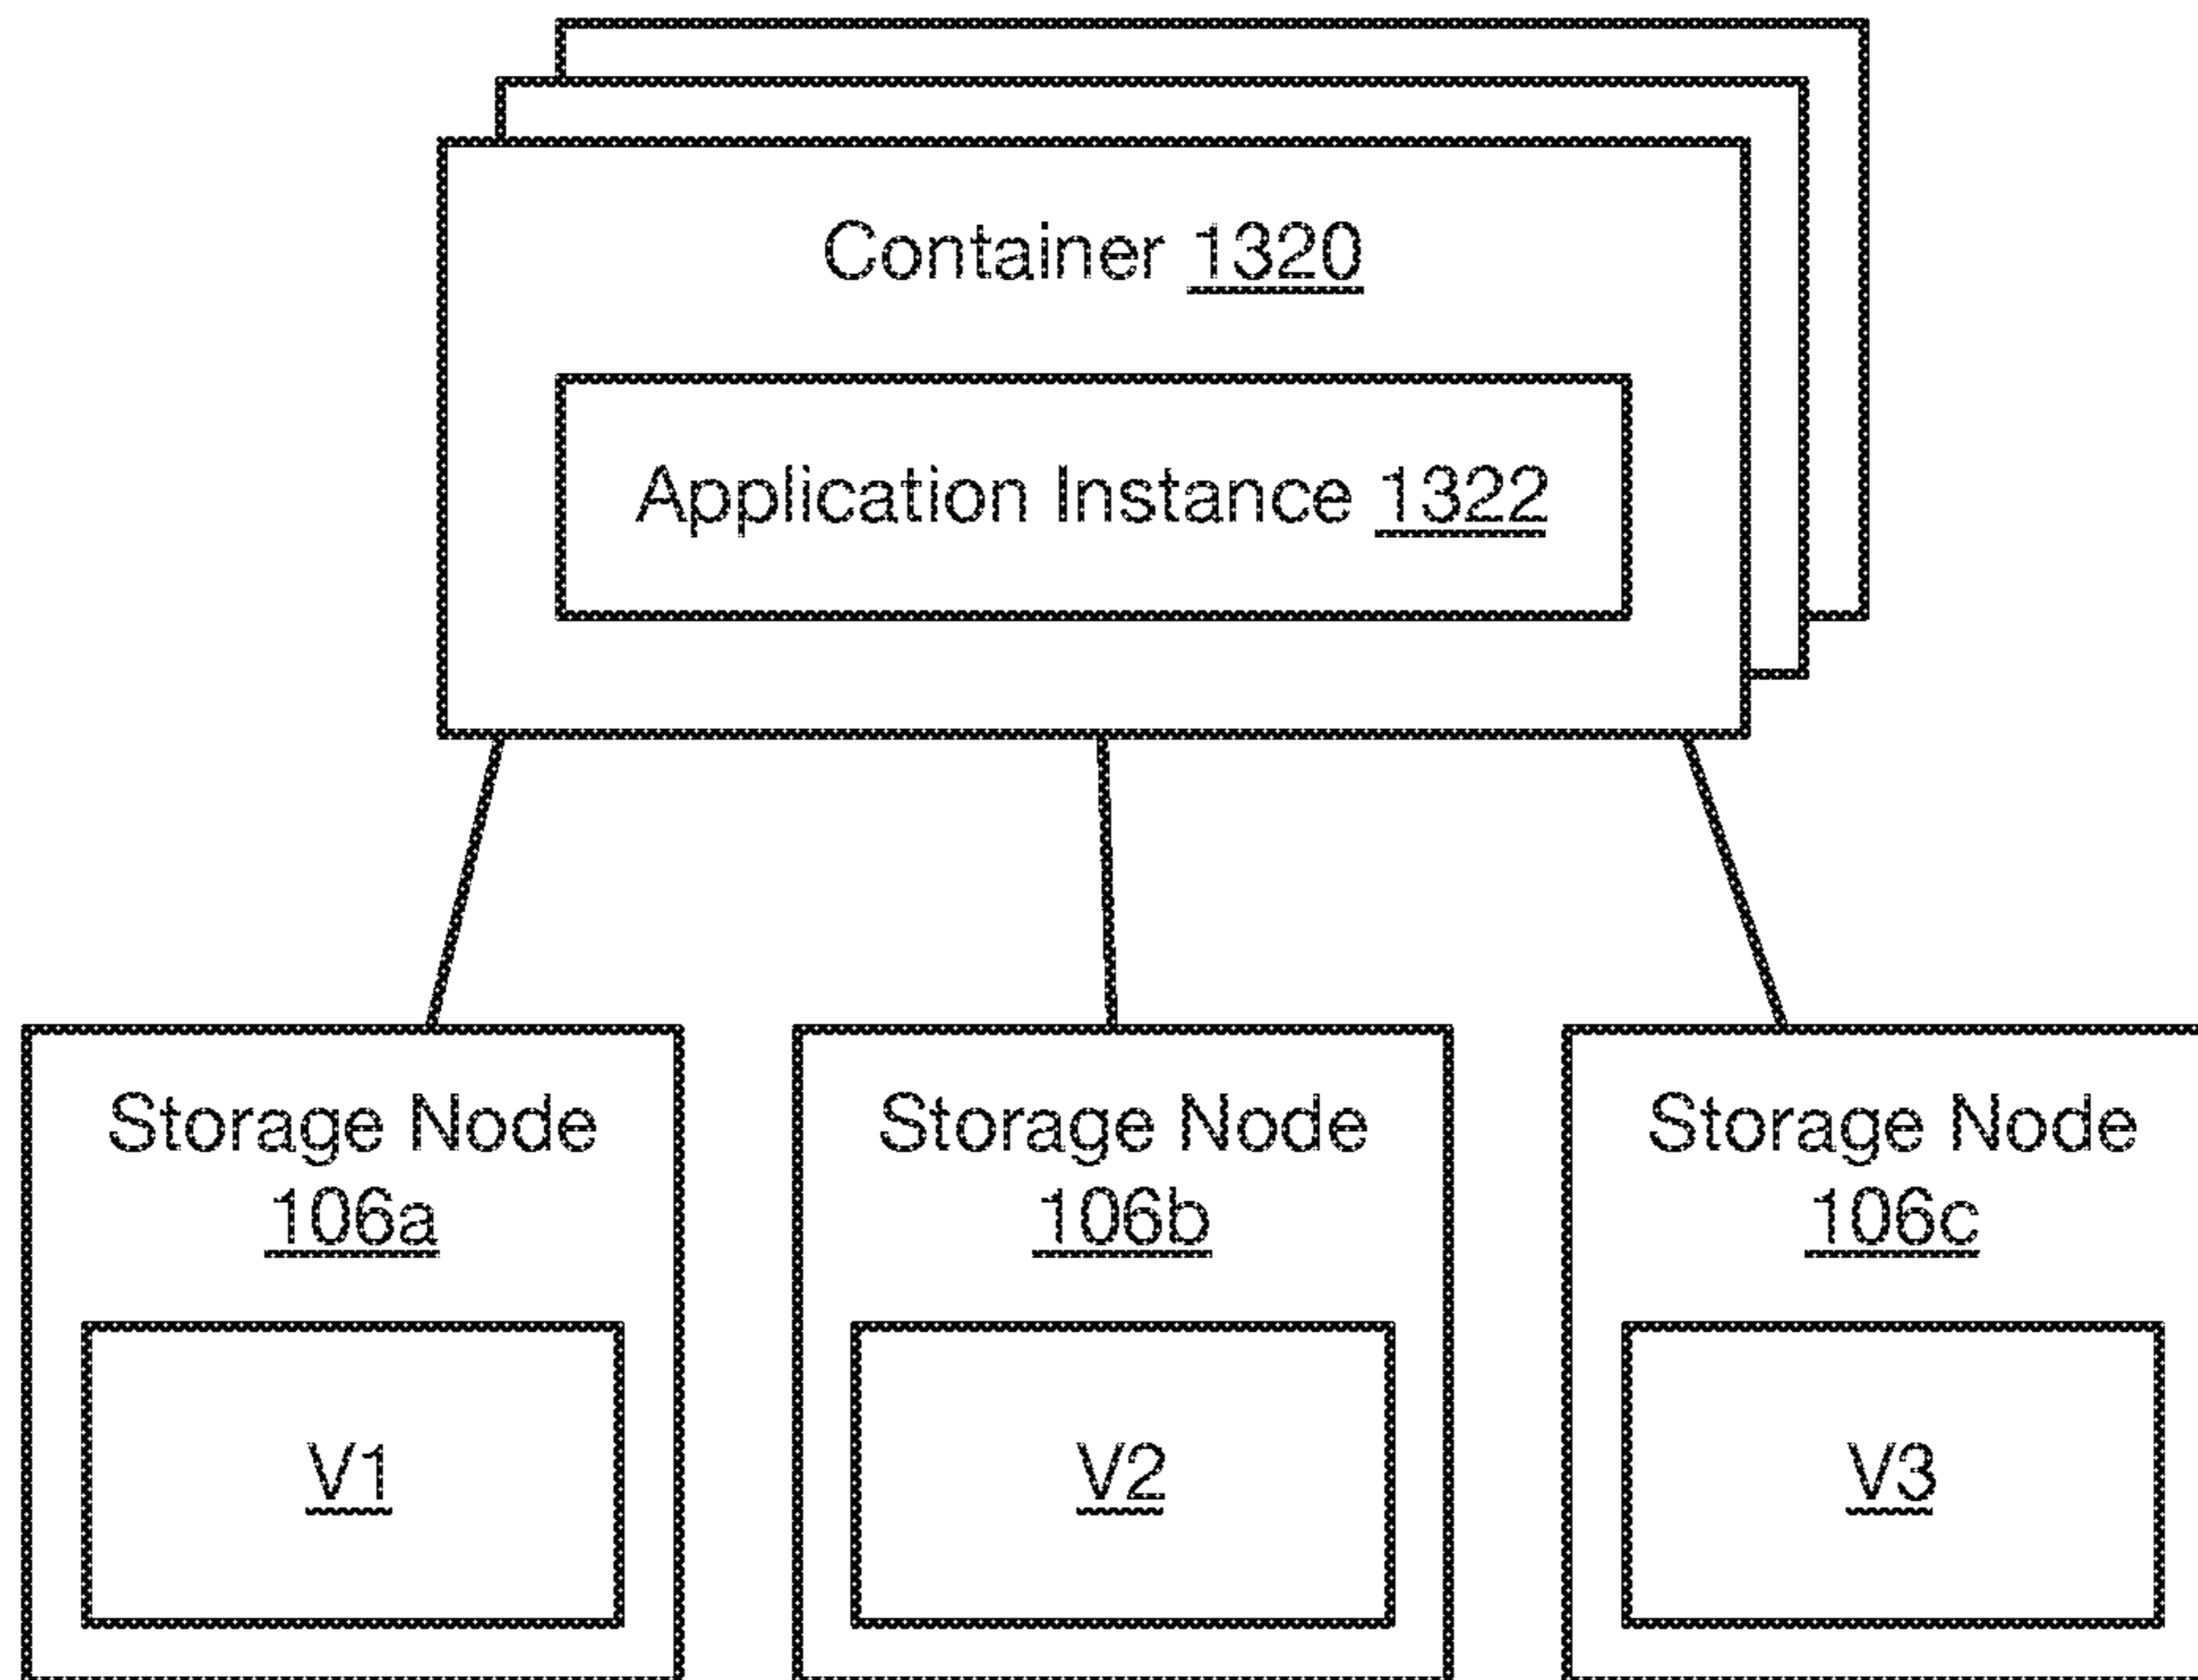 Container 1320
Application Instance 1322
Storage Node
106a
Storage Node
106b
Storage Node
106c
V1
V2
V3